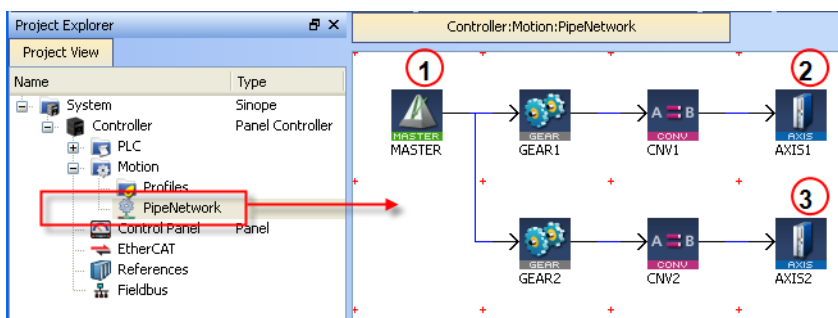 Project Explorer
Project View
Name Type
System Sinope
Controller Panel Controller
PLC
Motion
Profiles
PipeNetwork
Control Panel Panel
EtherCAT
References
Fieldbus
Controller:Motion:PipeNetwork
1 2
MASTER GEAR A B CONV AXIS
MASTER GEAR1 CNV1 AXIS1
3
GEAR A B CONV AXIS
GEAR2 CNV2 AXIS2